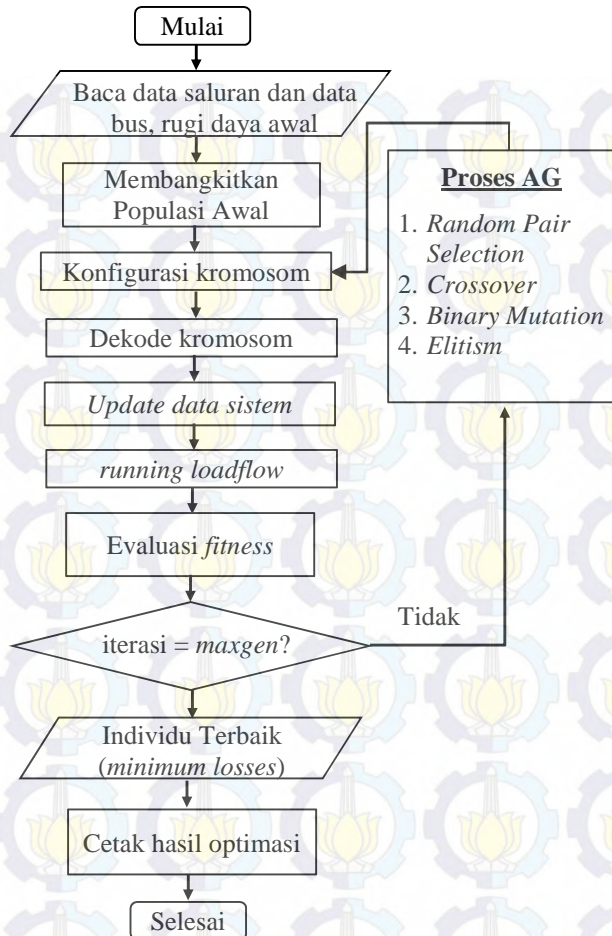 Mulai
Baca data saluran dan data
bus, rugi daya awal
Membangkitkan
Populasi Awal
Konfigurasi kromosom
Dekode kromosom
Update data sistem
running loadflow
Evaluasi fitness
iterasi = maxgen?
Tidak
Proses AG
1. Random Pair
Selection
2. Crossover
3. Binary Mutation
4. Elitism
Individu Terbaik
(minimum losses)
Cetak hasil optimasi
Selesai